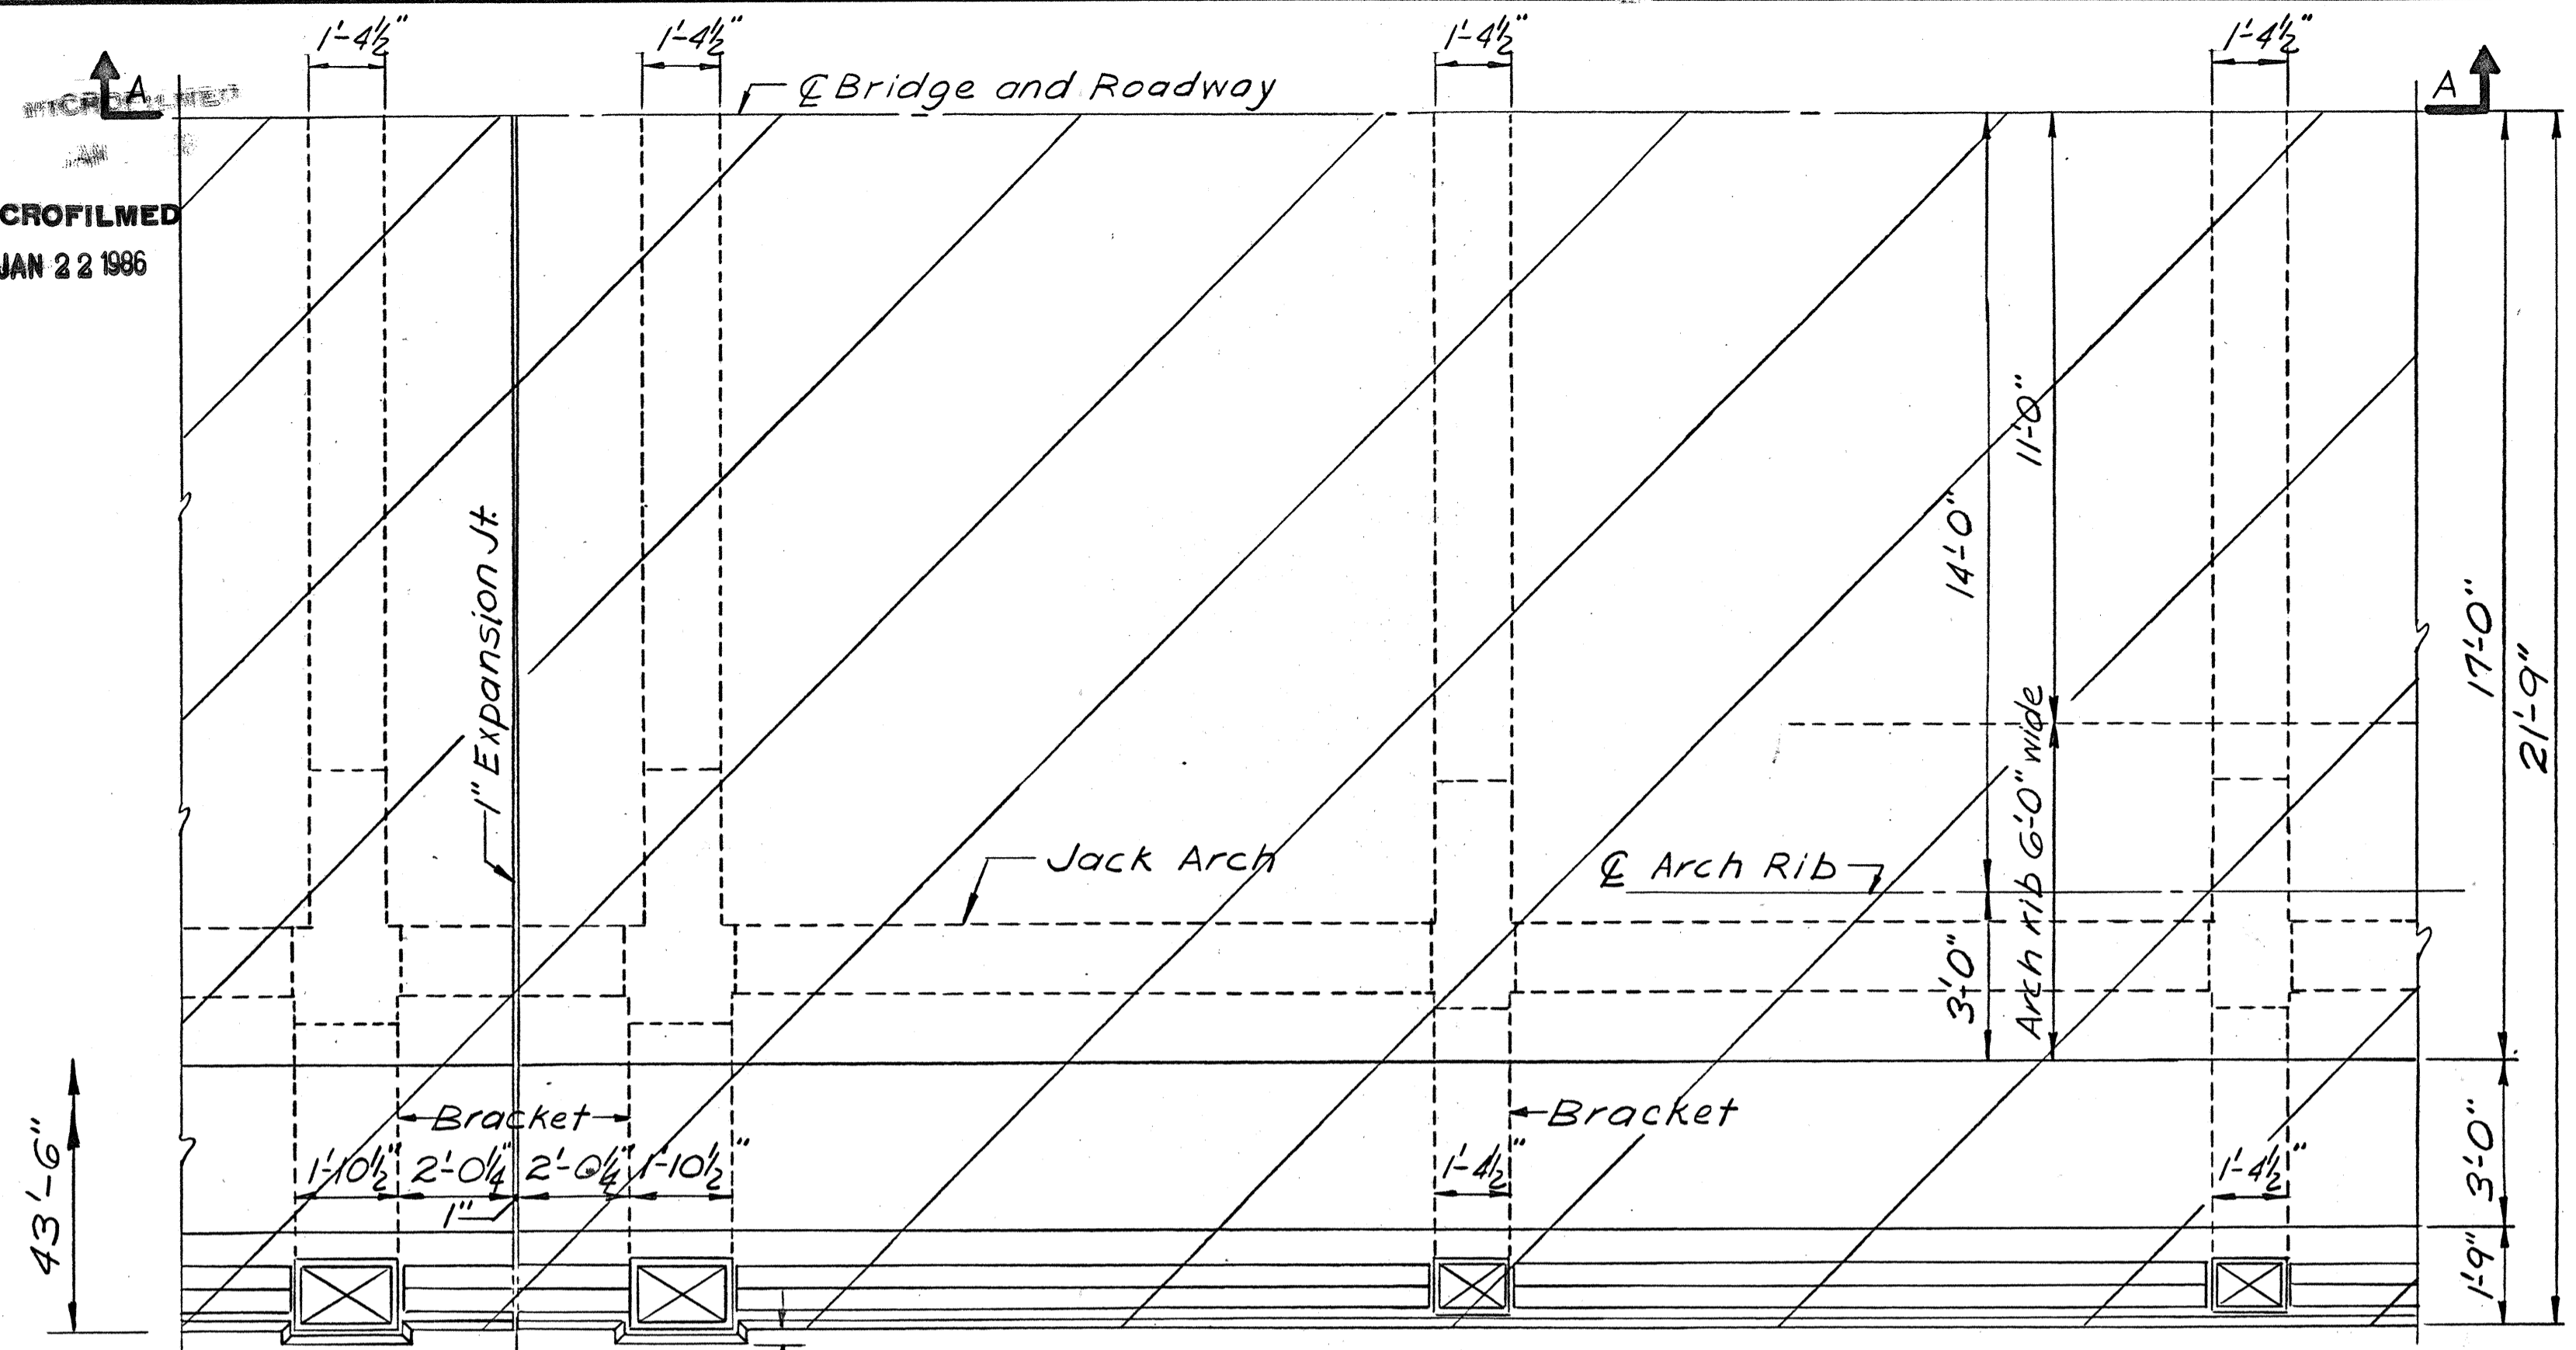 1'-4½"
1'-4½"
1'-4½"
1'-4½"
A
℄ Bridge and Roadway
A
MICROFILMED
JAN
CROFILMED
JAN 22 1986
1" Expansion Jt.
14'-0"
11'-0"
17'-0"
21'-9"
Jack Arch
℄ Arch Rib
Arch Rib 6'-0" wide
3'-0"
Bracket
Bracket
43'-6"
1'-10½"
2'-0¼"
2'-0¼"
1'-10½"
1'-4½"
1'-4½"
3'-0"
1"
1'-9"